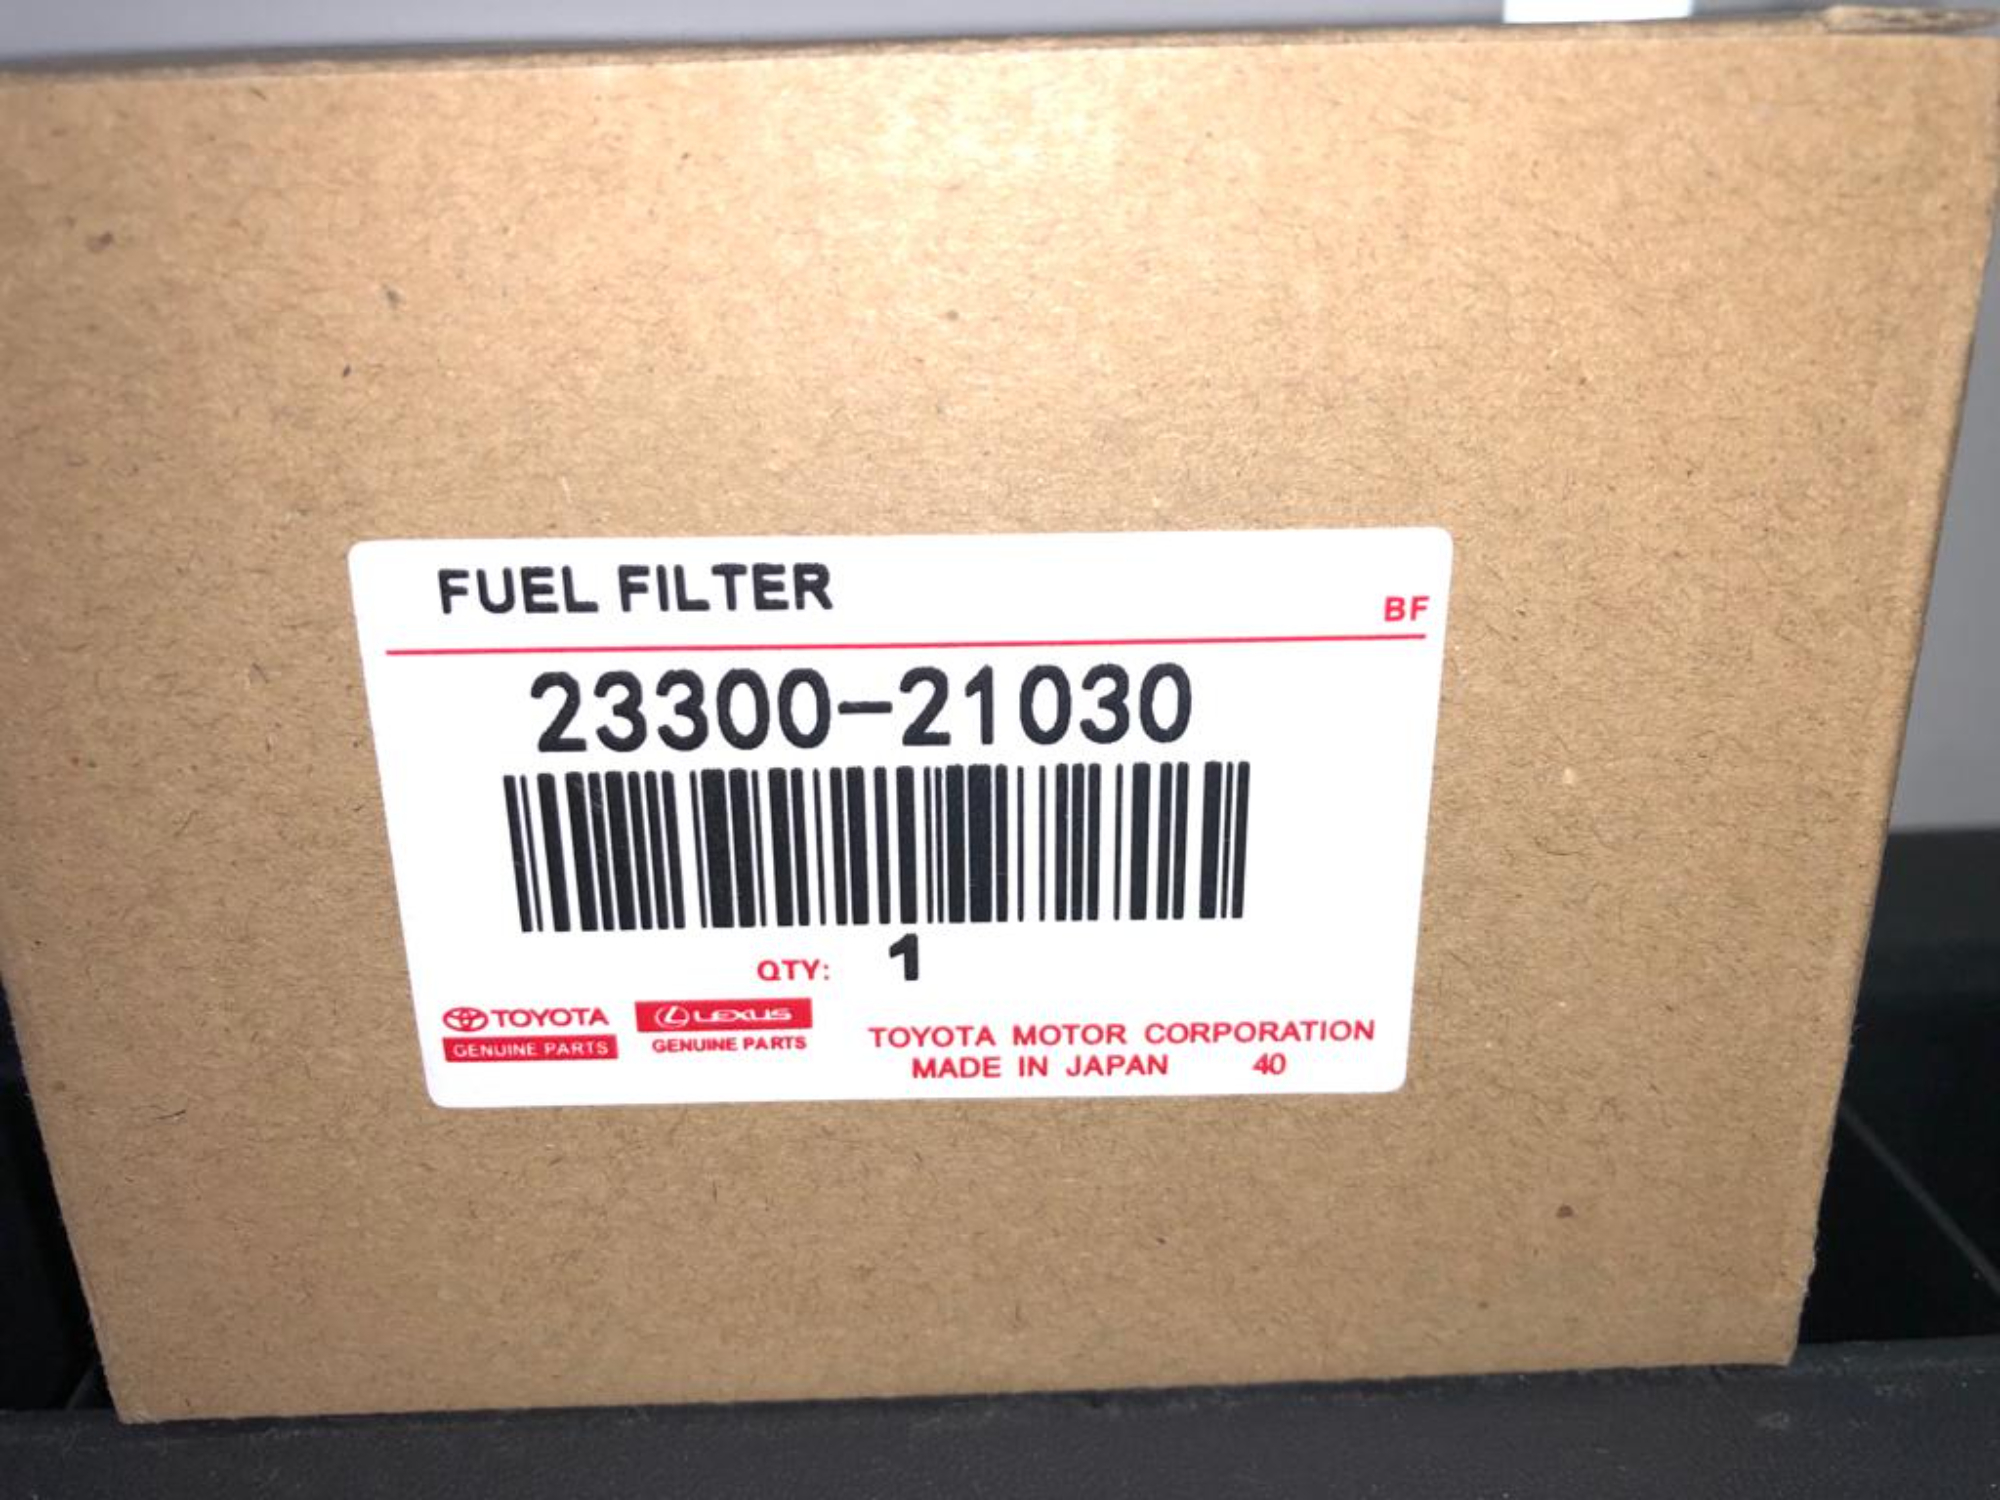 FUEL FILTER
BF
23300-21030
QTY: 1
TOYOTA
GENUINE PARTS
LEXUS
GENUINE PARTS
TOYOTA MOTOR CORPORATION
MADE IN JAPAN 40